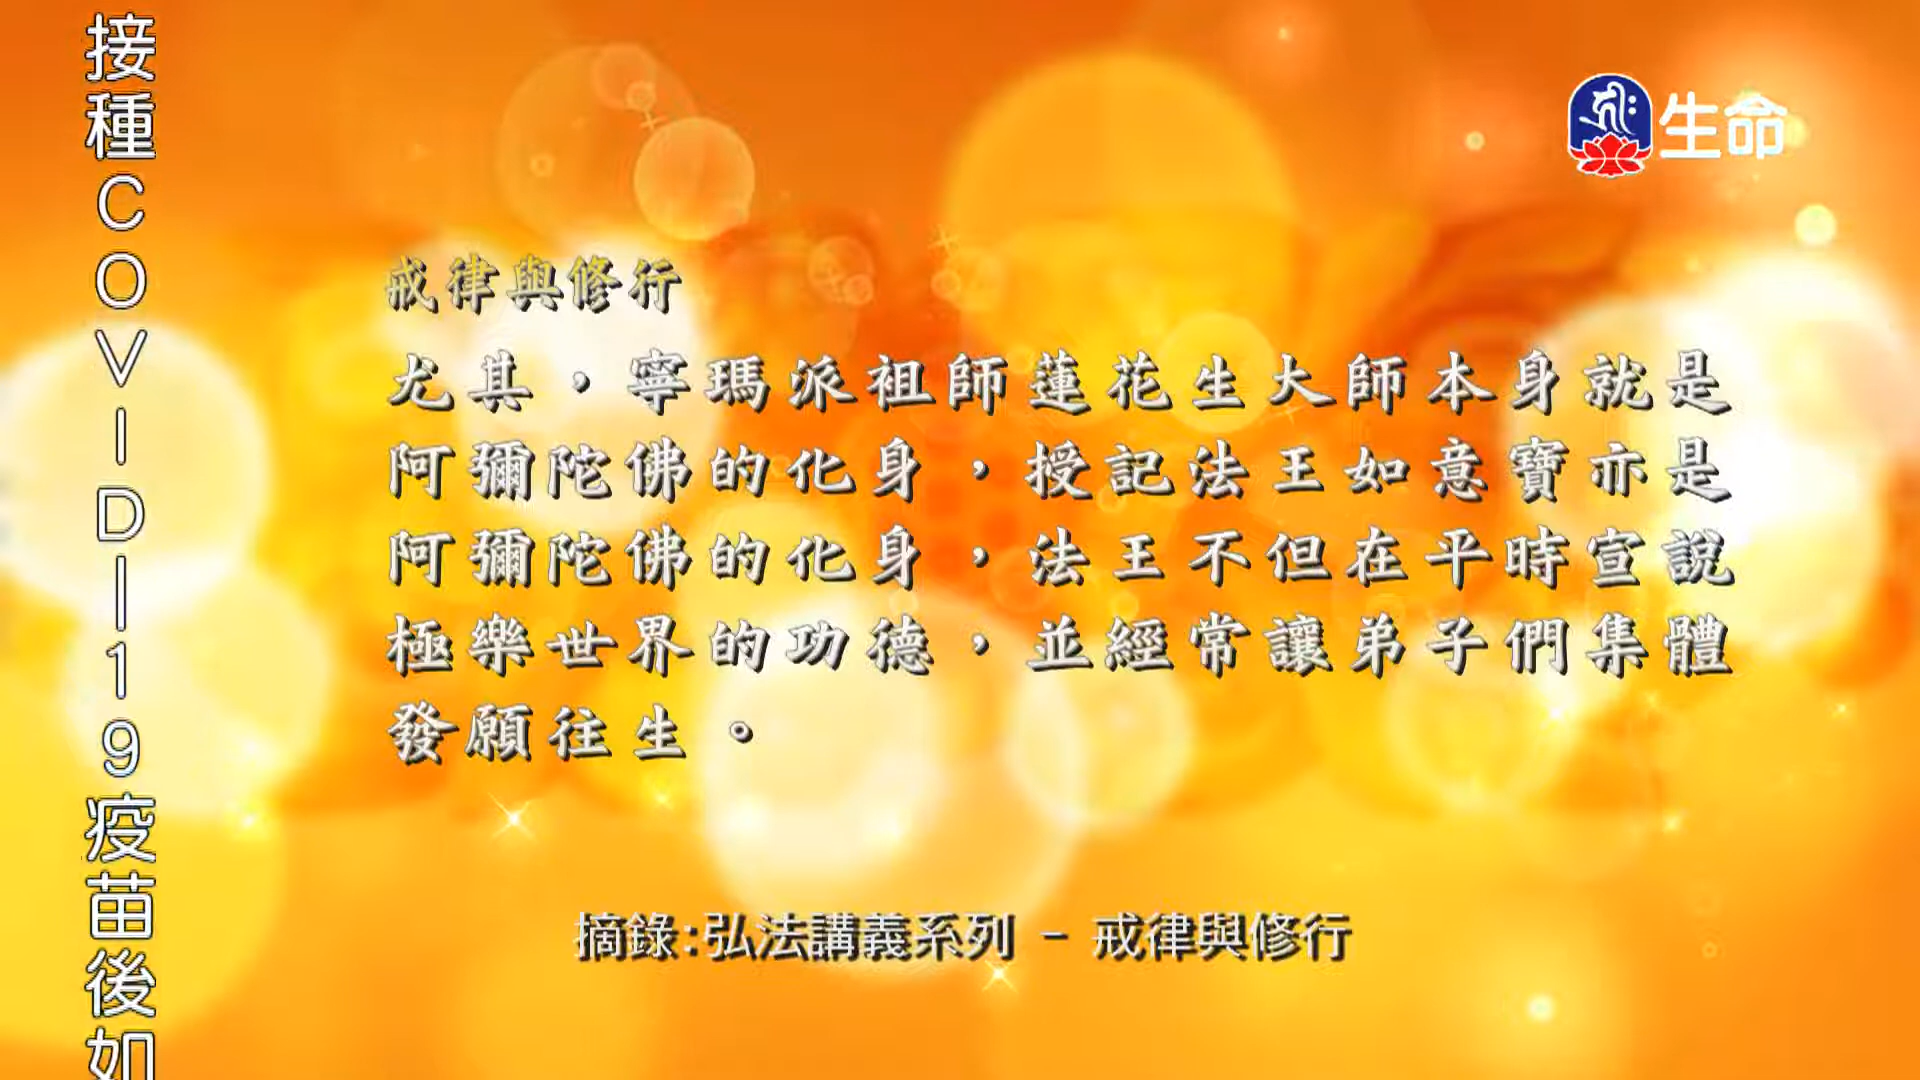 接種COVID-19疫苗後如
生命
戒律與修行
尤其，寧瑪派祖師蓮花生大師本身就是
阿彌陀佛的化身，授記法王如意寶亦是
阿彌陀佛的化身，法王不但在平時宣說
極樂世界的功德，並經常讓弟子們集體
發願往生。
摘錄:弘法講義系列 - 戒律與修行